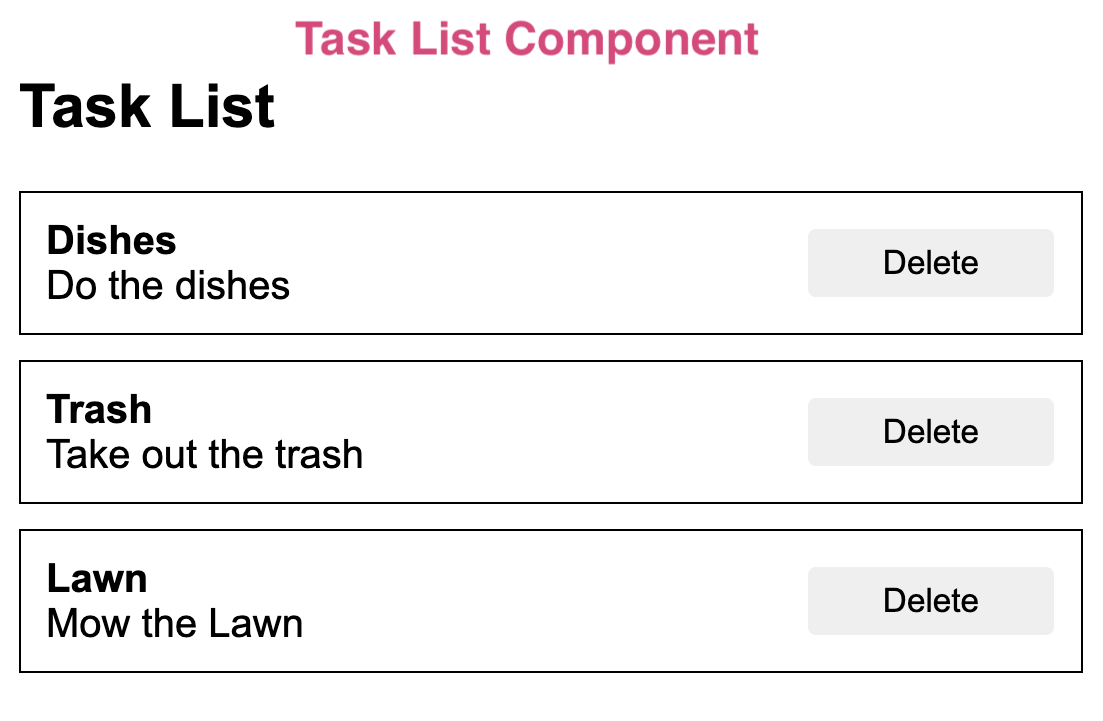 Task List Component
Task List
Dishes
Do the dishes
Delete
Trash
Take out the trash
Delete
Lawn
Mow the Lawn
Delete